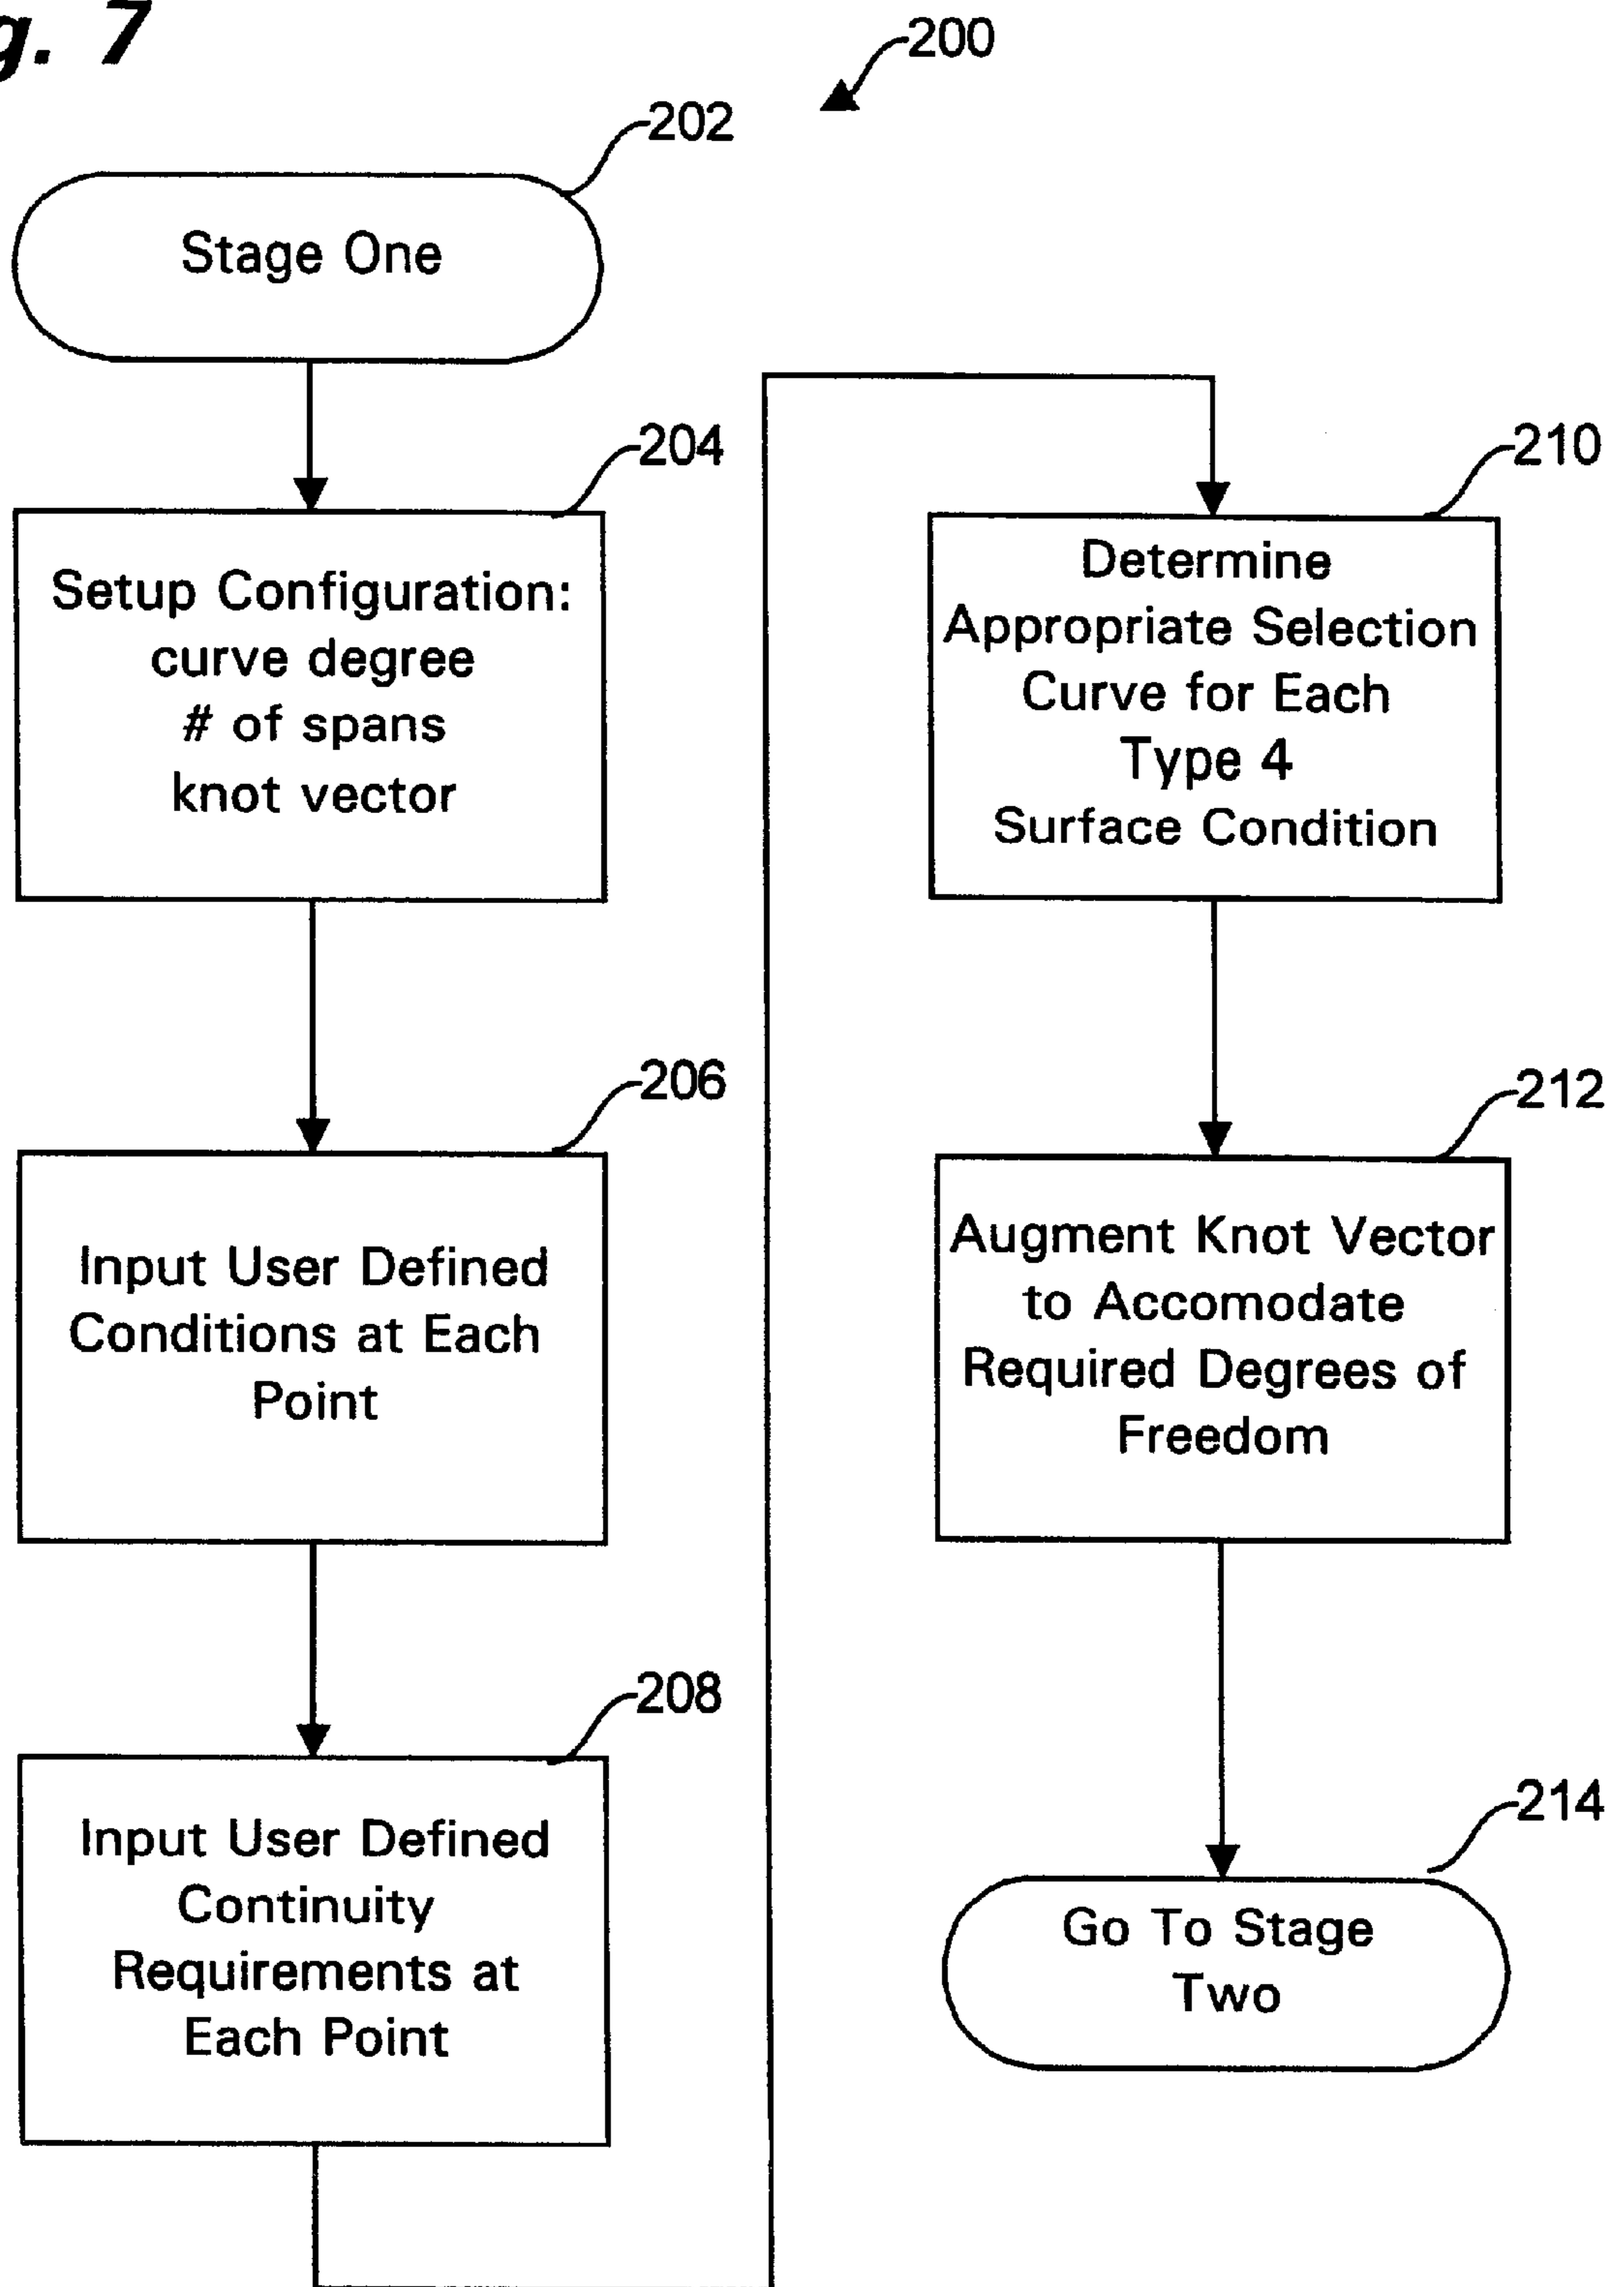 g. 7
200
202
Stage One
204
Setup Configuration:
curve degree
# of spans
knot vector
206
Input User Defined
Conditions at Each
Point
208
Input User Defined
Continuity
Requirements at
Each Point
210
Determine
Appropriate Selection
Curve for Each
Type 4
Surface Condition
212
Augment Knot Vector
to Accomodate
Required Degrees of
Freedom
214
Go To Stage
Two